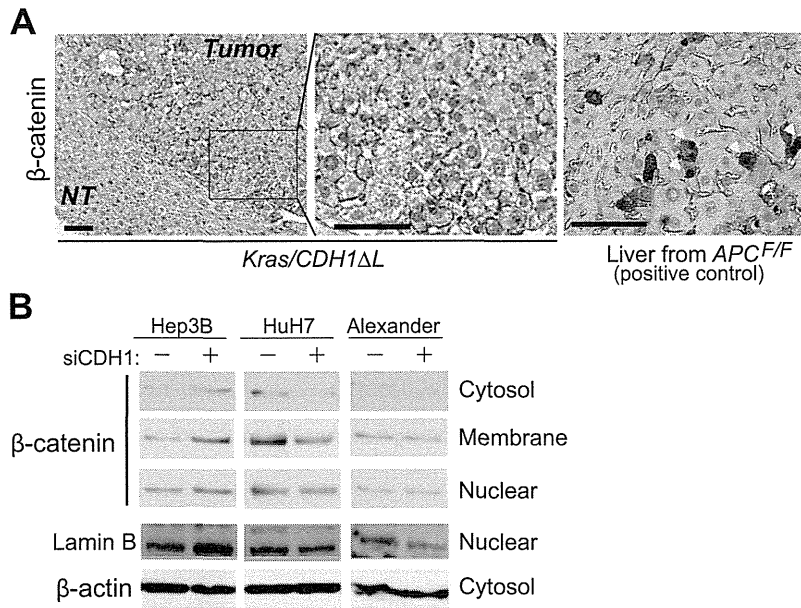 A
β-catenin
Tumor
NT
Kras/CDH1ΔL
Liver from APC F/F
(positive control)
B
Hep3B HuH7 Alexander
siCDH1: − + − + − +
β-catenin
Cytosol
Membrane
Nuclear
Lamin B Nuclear
β-actin Cytosol